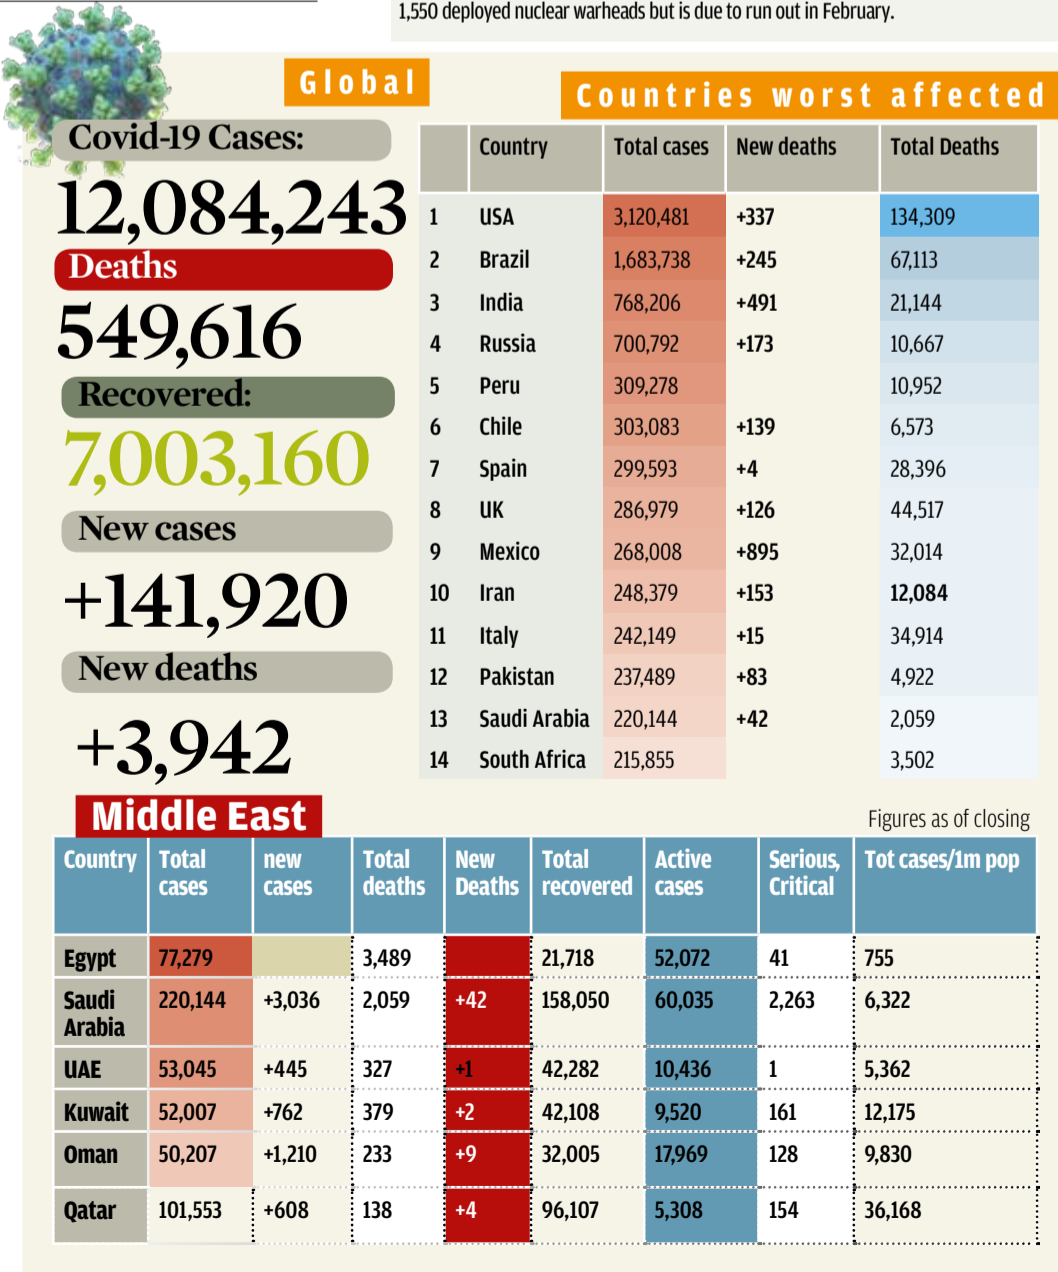 1,550 deployed nuclear warheads but is due to run out in February.
Global
Covid-19 Cases:
12,084,243
Deaths
549,616
Recovered:
7,003,160
New cases
+141,920
New deaths
+3,942
Countries worst affected
Country Total cases New deaths Total Deaths
1 USA 3,120,481 +337 134,309
2 Brazil 1,683,738 +245 67,113
3 India 768,206 +491 21,144
4 Russia 700,792 +173 10,667
5 Peru 309,278 10,952
6 Chile 303,083 +139 6,573
7 Spain 299,593 +4 28,396
8 UK 286,979 +126 44,517
9 Mexico 268,008 +895 32,014
10 Iran 248,379 +153 12,084
11 Italy 242,149 +15 34,914
12 Pakistan 237,489 +83 4,922
13 Saudi Arabia 220,144 +42 2,059
14 South Africa 215,855 3,502
Middle East
Figures as of closing
Country Total cases new cases Total deaths New Deaths Total recovered Active cases Serious, Critical Tot cases/1m pop
Egypt 77,279 3,489 21,718 52,072 41 755
Saudi Arabia 220,144 +3,036 2,059 +42 158,050 60,035 2,263 6,322
UAE 53,045 +445 327 +1 42,282 10,436 1 5,362
Kuwait 52,007 +762 379 +2 42,108 9,520 161 12,175
Oman 50,207 +1,210 233 +9 32,005 17,969 128 9,830
Qatar 101,553 +608 138 +4 96,107 5,308 154 36,168